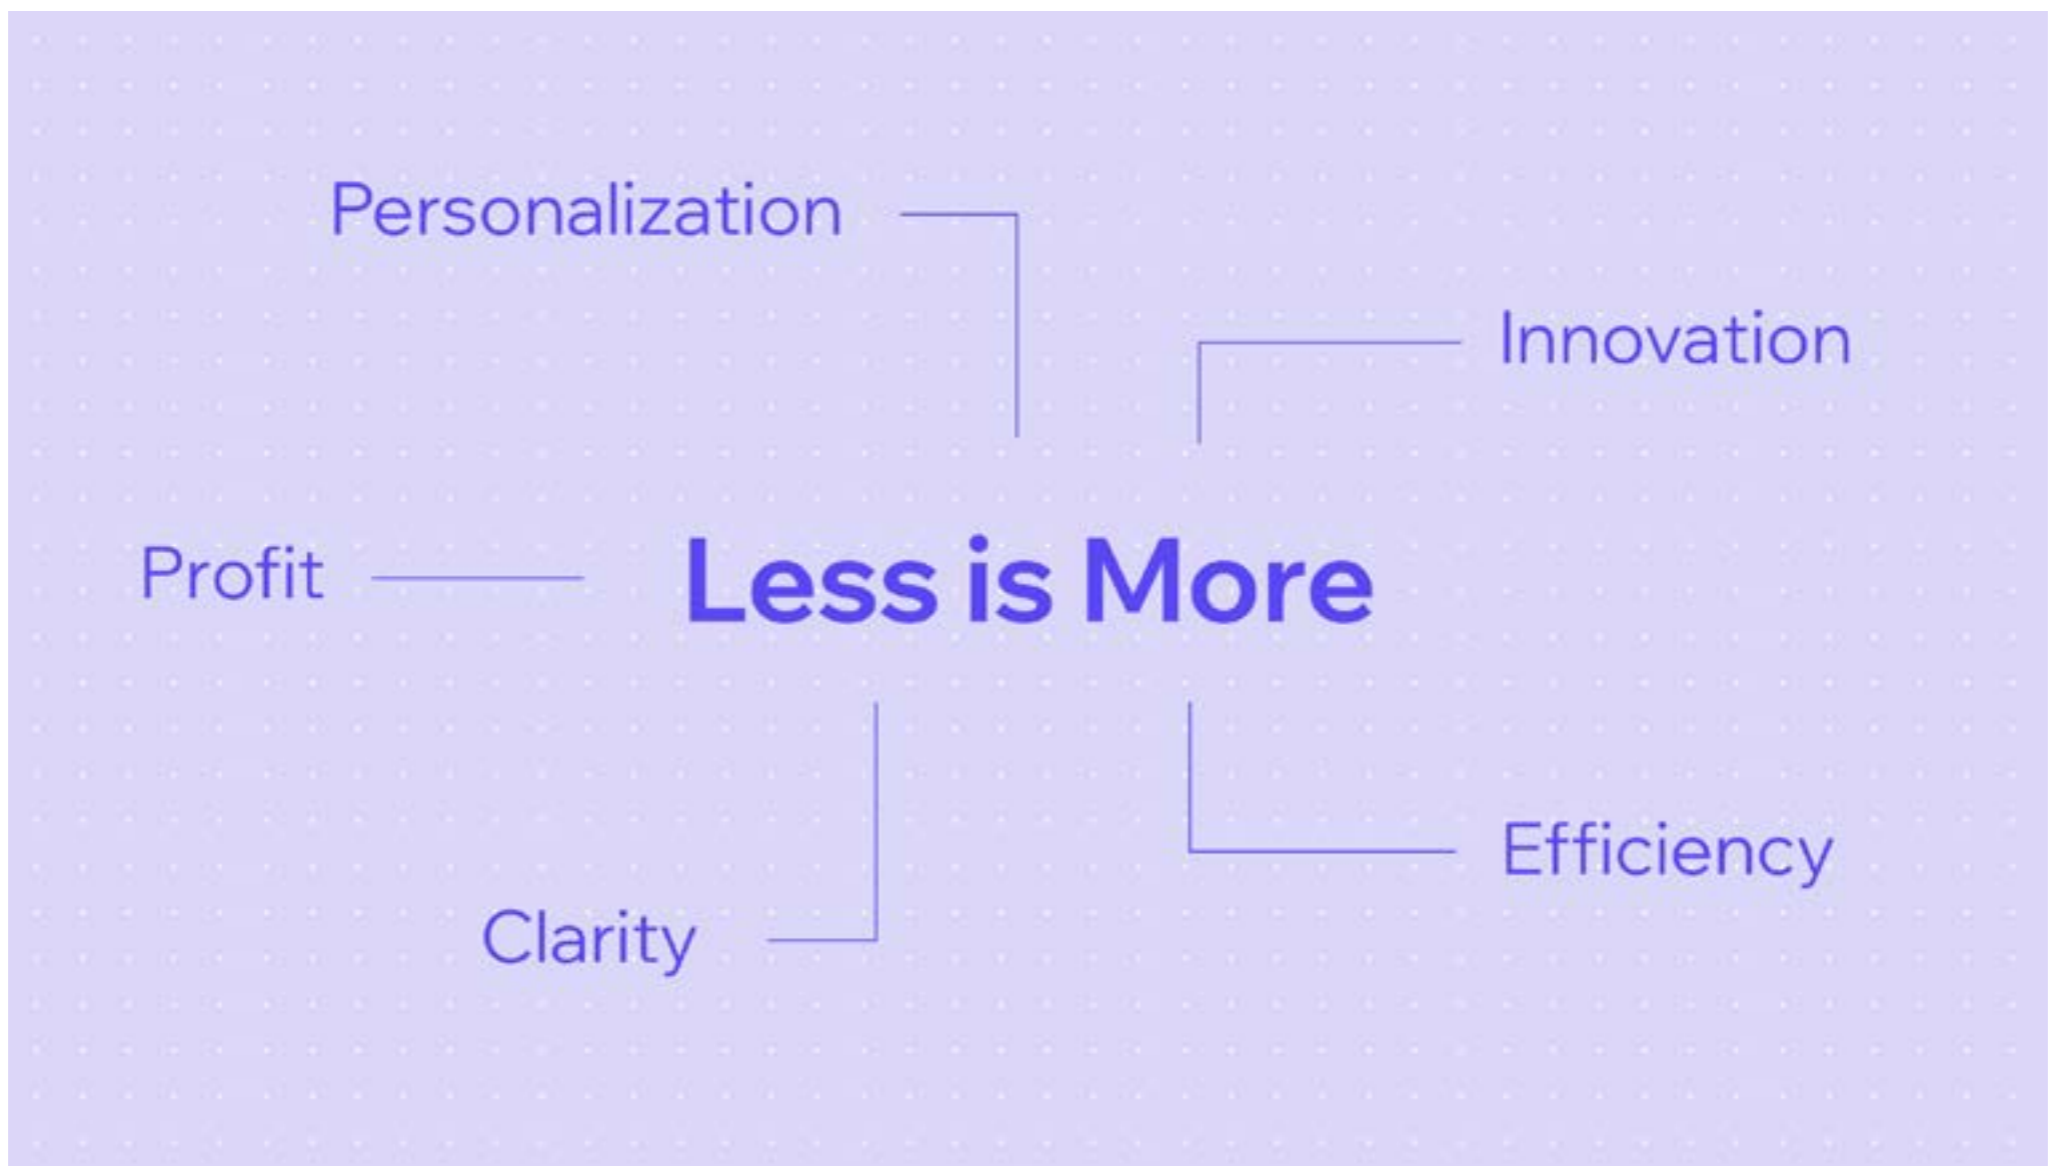 Personalization
Innovation
Profit
Less is More
Efficiency
Clarity